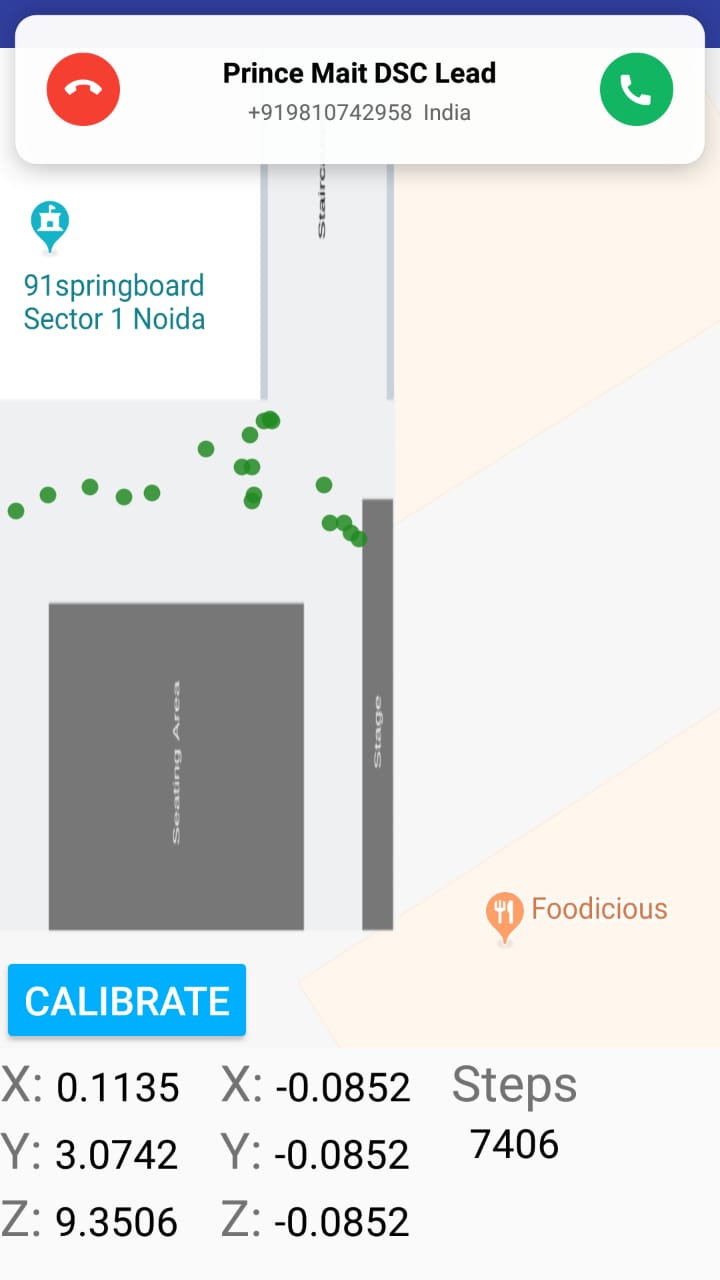 Prince Mait DSC Lead
+919810742958 India
91springboard
Sector 1 Noida
Seating Area
Stage
Foodicious
CALIBRATE
X: 0.1135 X: -0.0852 Steps
Y: 3.0742 Y: -0.0852 7406
Z: 9.3506 Z: -0.0852